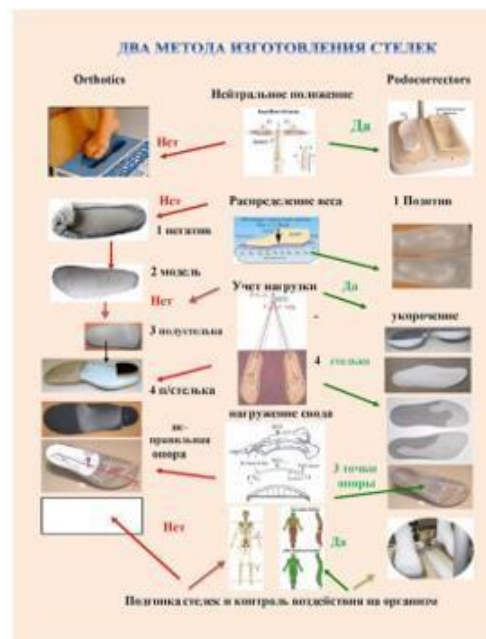 ДВА МЕТОДА ИЗГОТОВЛЕНИЯ СТЕЛЕК
Orthotics
Podocorrectors
Нейтральное положение
Нет
Да
Нет
Распределение веса
1 Позитив
1 негатив
2 модель
Нет
Учет нагрузки
Да
укорочение
3 полустелька
4 стелька
4 п/стелька
нагружение свода
не-
правильная
опора
3 точки
опоры
Нет
Да
Подгонка стелек и контроль воздействия на организм